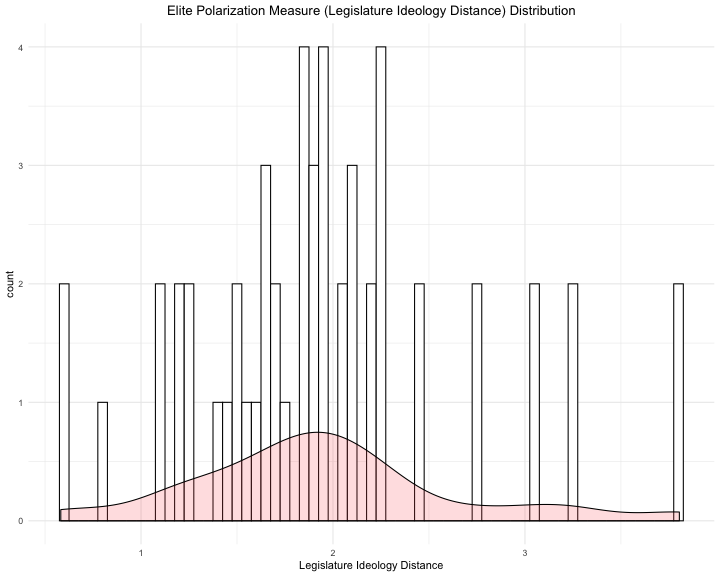 Elite Polarization Measure (Legislature Ideology Distance) Distribution
4
3
2
1
0
count
1 2 3
Legislature Ideology Distance